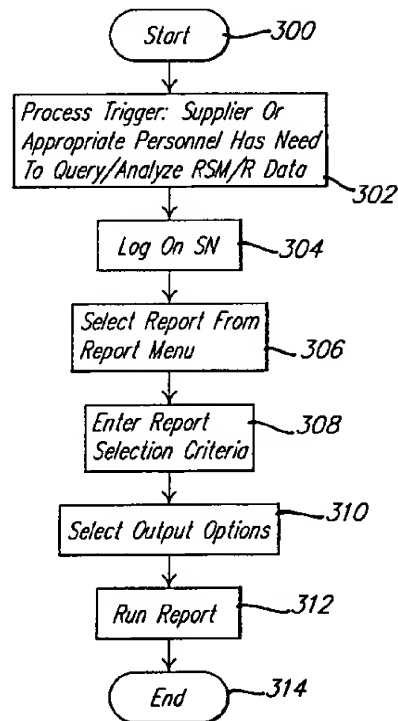 Start
300
Process Trigger: Supplier Or
Appropriate Personnel Has Need
To Query/Analyze RSM/R Data
302
Log On SN
304
Select Report From
Report Menu
306
Enter Report
Selection Criteria
308
Select Output Options
310
Run Report
312
End
314